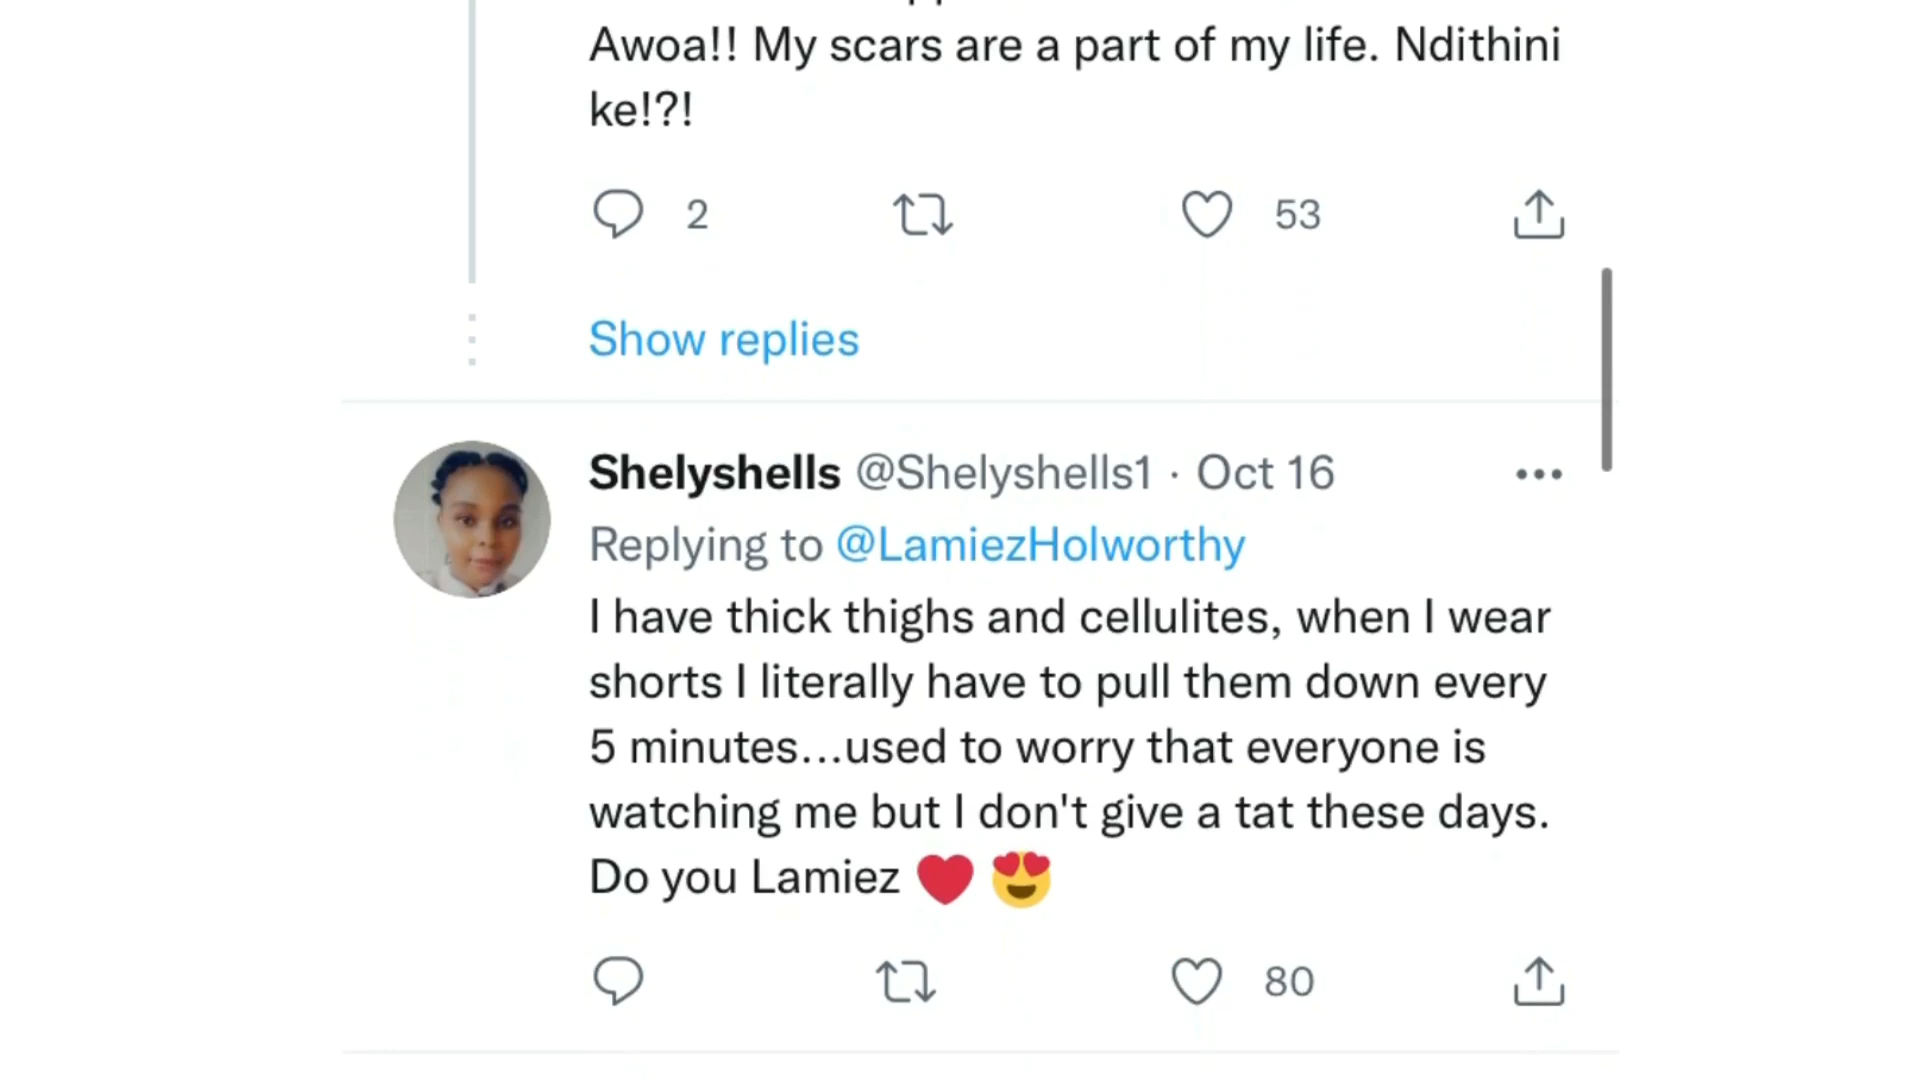 Awoa!! My scars are a part of my life. Ndithini
ke!?!
2 53
Show replies
Shelyshells @Shelyshells1 · Oct 16
Replying to @LamiezHolworthy
I have thick thighs and cellulites, when I wear
shorts I literally have to pull them down every
5 minutes...used to worry that everyone is
watching me but I don't give a tat these days.
Do you Lamiez ❤️ 😍
80